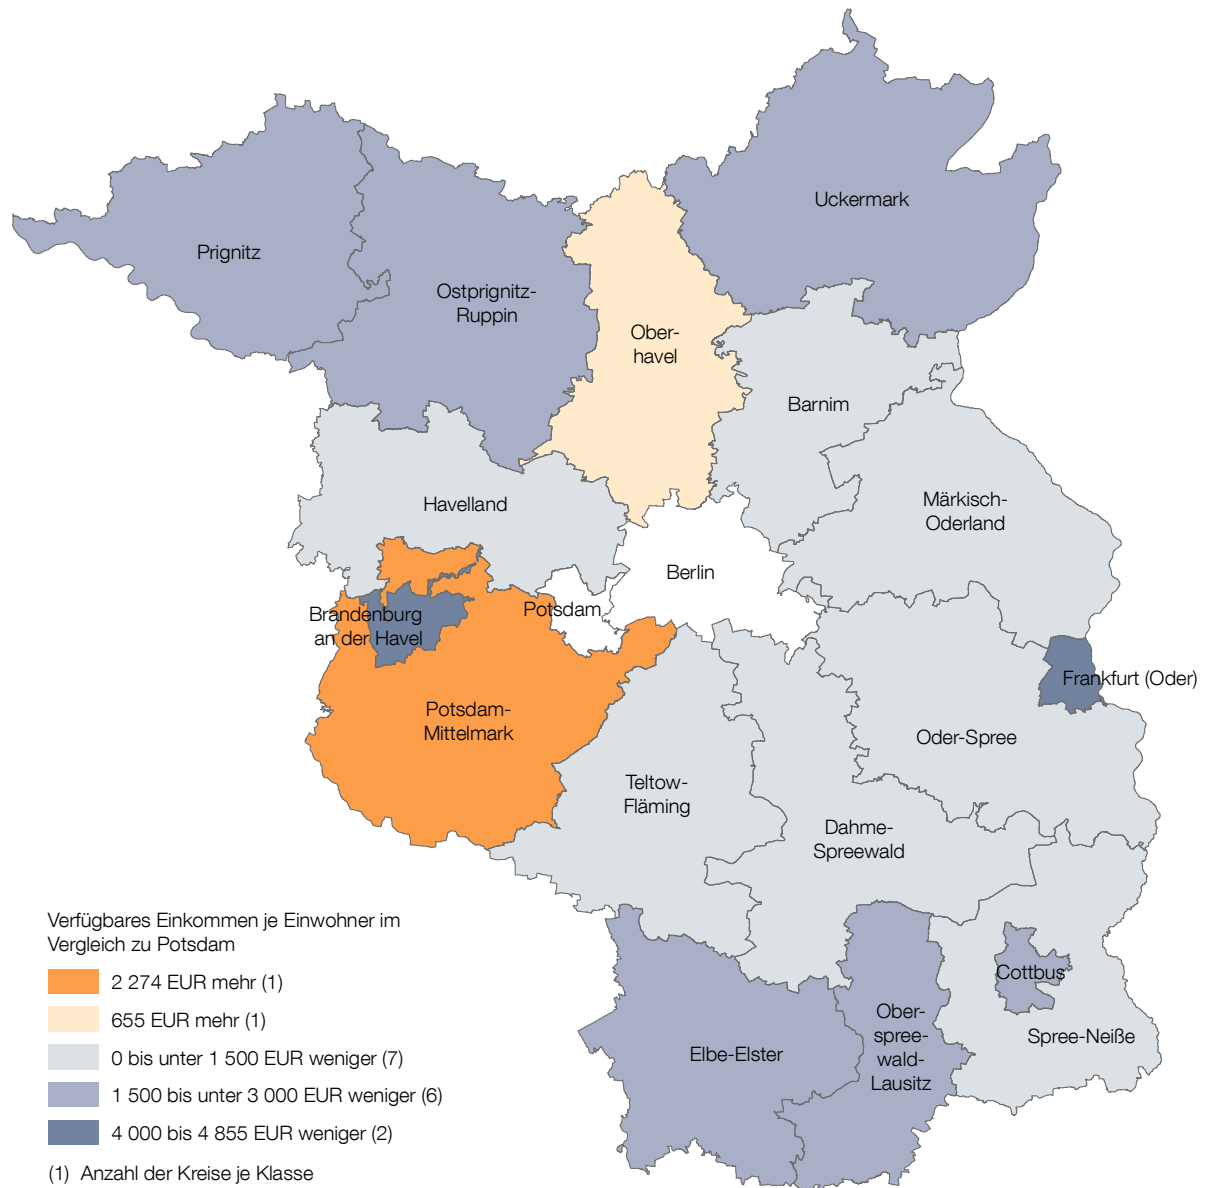 Uckermark
Prignitz
Ostprignitz-
Ruppin
Ober-
havel
Barnim
Havelland
Märkisch-
Oderland
Berlin
Potsdam
Brandenburg
an der Havel
Frankfurt (Oder)
Potsdam-
Mittelmark
Oder-Spree
Teltow-
Fläming
Dahme-
Spreewald
Cottbus
Ober-
spree-
wald-
Lausitz
Spree-Neiße
Elbe-Elster
Verfügbares Einkommen je Einwohner im
Vergleich zu Potsdam
2 274 EUR mehr (1)
655 EUR mehr (1)
0 bis unter 1 500 EUR weniger (7)
1 500 bis unter 3 000 EUR weniger (6)
4 000 bis 4 855 EUR weniger (2)
(1) Anzahl der Kreise je Klasse